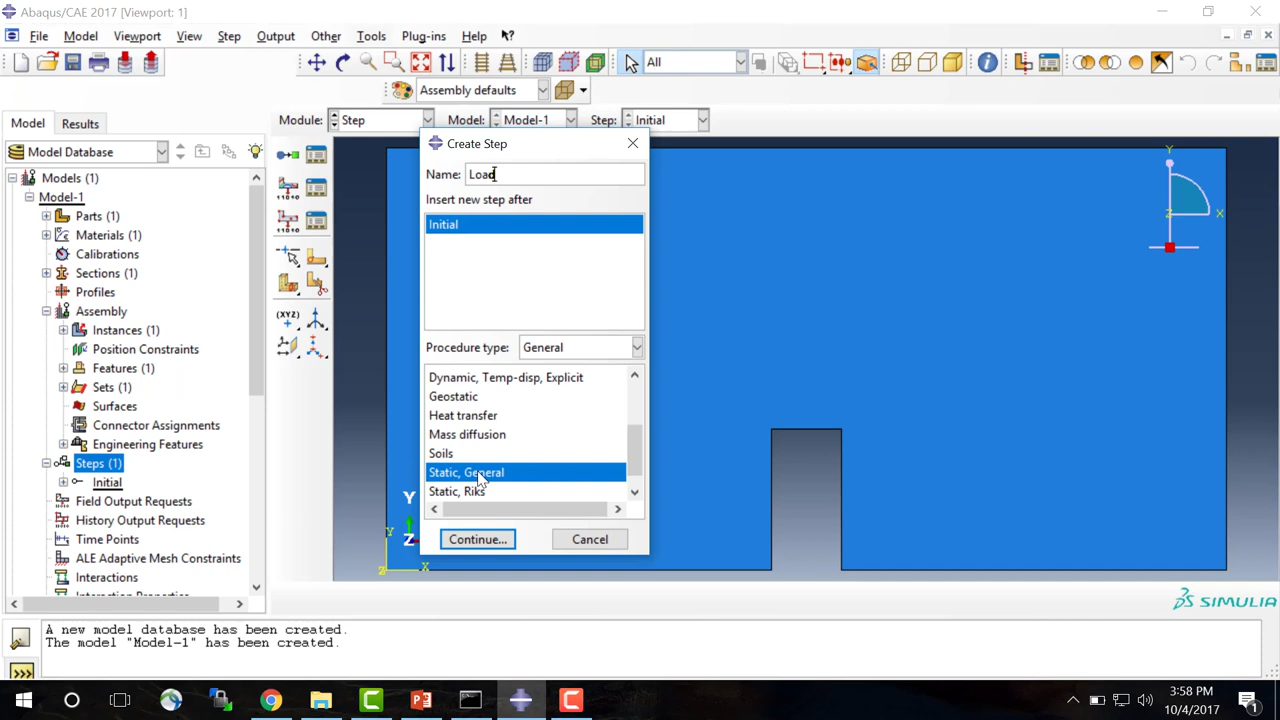 Abaqus/CAE 2017 [Viewport: 1]
File Model Viewport View Step Output Other Tools Plug-ins Help
All
Assembly defaults
Model Results
Module: Step Model: Model-1 Step: Initial
Model Database
Models (1)
Model-1
Parts (1)
Materials (1)
Calibrations
Sections (1)
Profiles
Assembly
Instances (1)
Position Constraints
Features (1)
Sets (1)
Surfaces
Connector Assignments
Engineering Features
Steps (1)
Initial
Field Output Requests
History Output Requests
Time Points
ALE Adaptive Mesh Constraints
Interactions
Interaction Properties
Create Step
Name: Load
Insert new step after
Initial
Procedure type: General
Dynamic, Temp-disp, Explicit
Geostatic
Heat transfer
Mass diffusion
Soils
Static, General
Static, Riks
Continue... Cancel
Y
X
Z
Y
Z
Y
X
Z
SIMULIA
A new model database has been created.
The model "Model-1" has been created.
>>>
3:58 PM
10/4/2017
1